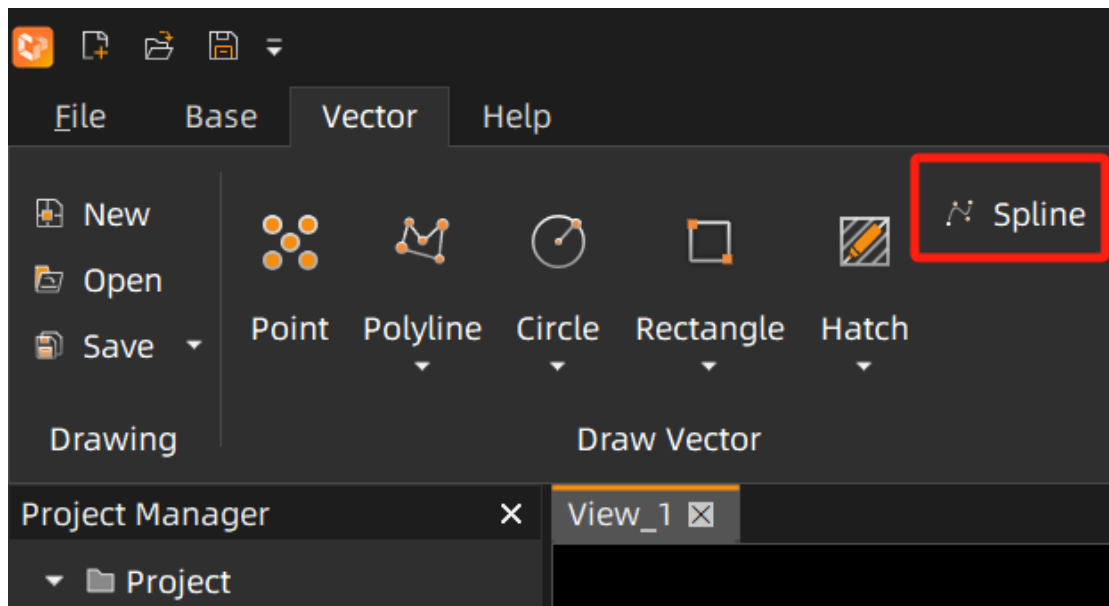 File Base Vector Help
New
Open
Save
Drawing
Point Polyline Circle Rectangle Hatch
Spline
Draw Vector
Project Manager
View_1
Project